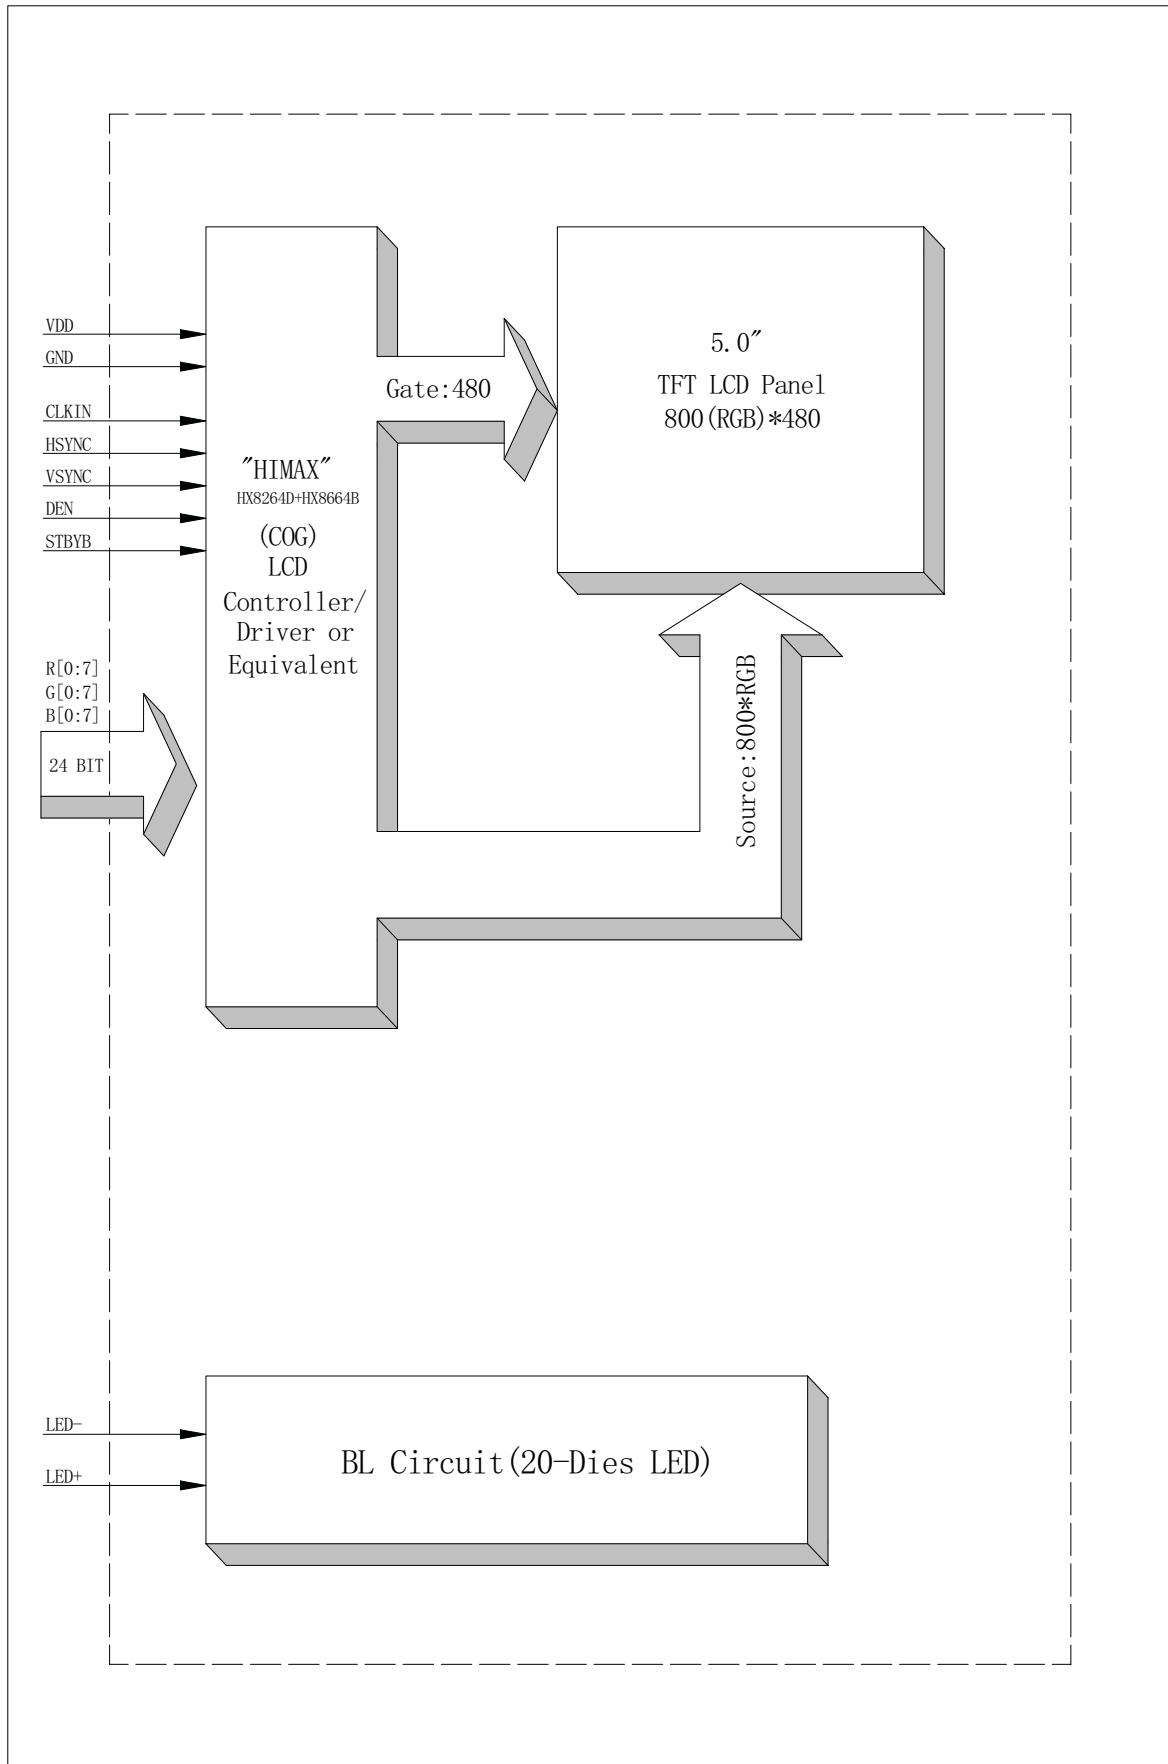 VDD
GND
CLKIN
HSYNC
VSYNC
DEN
STBYB
R[0:7]
G[0:7]
B[0:7]
24 BIT
"HIMAX"
HX8264D+HX8664B
(COG)
LCD
Controller/
Driver or
Equivalent
Gate:480
5.0"
TFT LCD Panel
800(RGB)*480
Source:800*RGB
LED-
LED+
BL Circuit(20-Dies LED)